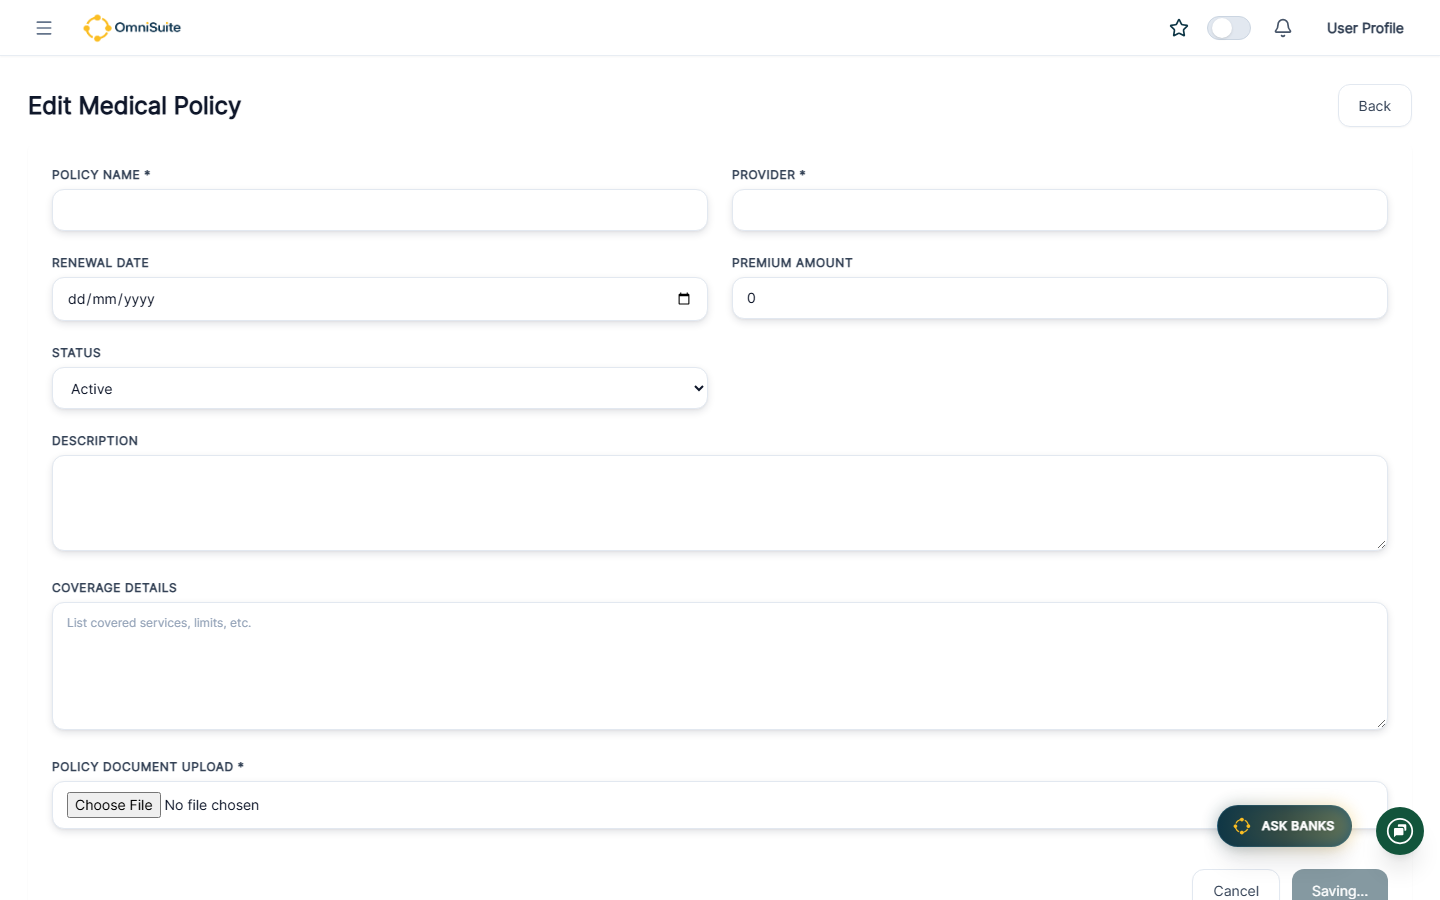 OmniSuite
User Profile
Edit Medical Policy
Back
POLICY NAME *
PROVIDER *
RENEWAL DATE
PREMIUM AMOUNT
dd/mm/yyyy
0
STATUS
Active
DESCRIPTION
COVERAGE DETAILS
List covered services, limits, etc.
POLICY DOCUMENT UPLOAD *
Choose File No file chosen
ASK BANKS
Cancel
Saving...